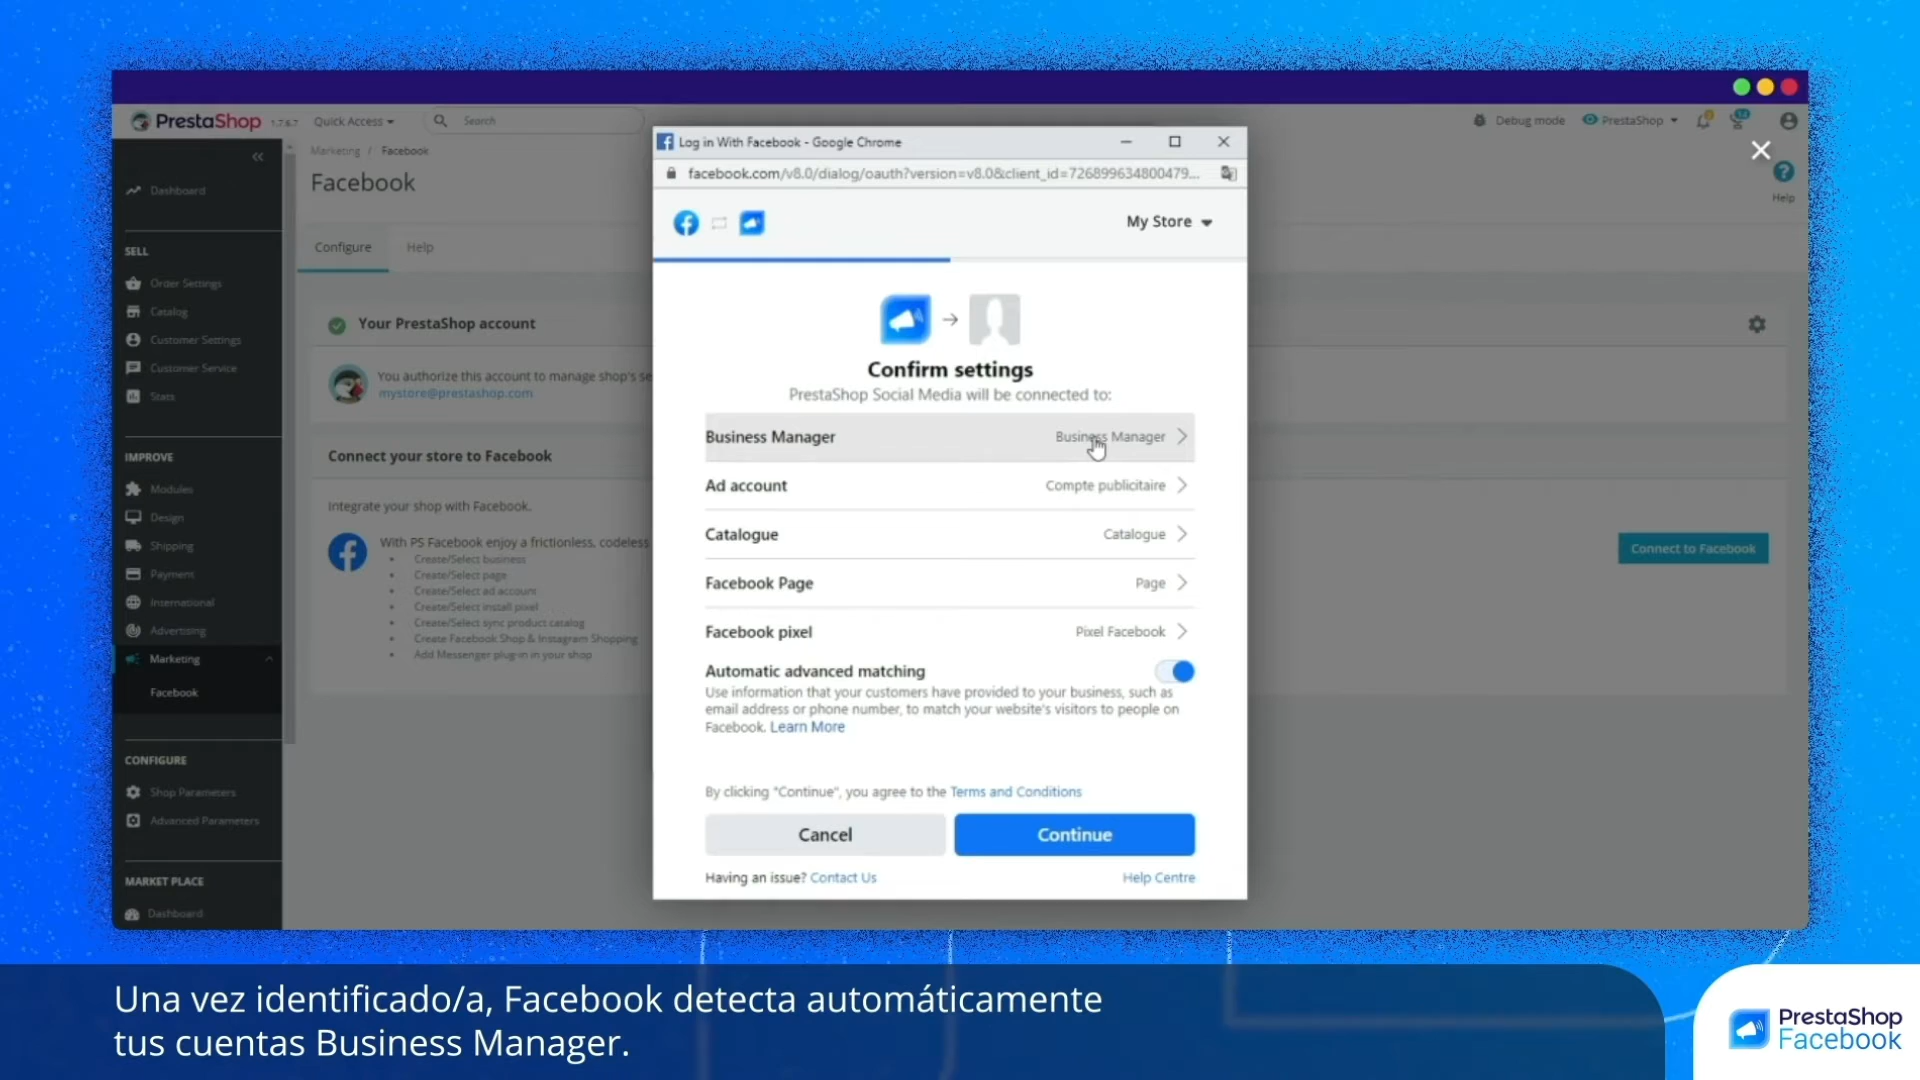 PrestaShop 1.7.6.7 Quick Access Search
Debug mode PrestaShop
Marketing / Facebook
Facebook
Help
Configure Help
Dashboard
SELL
Order Settings
Catalog
Customer Settings
Customer Service
Stats
IMPROVE
Modules
Design
Shipping
Payment
International
Advertising
Marketing
Facebook
CONFIGURE
Shop Parameters
Advanced Parameters
MARKET PLACE
Dashboard
Your PrestaShop account
You authorize this account to manage shop's se
mystore@prestashop.com
Connect your store to Facebook
Integrate your shop with Facebook.
With PS Facebook enjoy a frictionless, codeless
Create/Select business
Create/Select page
Create/Select ad account
Create/Select install pixel
Create/Select sync product catalog
Create Facebook Shop & Instagram Shopping
Add Messenger plug-in in your shop
Connect to Facebook
Log in With Facebook - Google Chrome
facebook.com/v8.0/dialog/oauth?version=v8.0&client_id=726899634800479...
My Store
Confirm settings
PrestaShop Social Media will be connected to:
Business Manager Business Manager
Ad account Compte publicitaire
Catalogue Catalogue
Facebook Page Page
Facebook pixel Pixel Facebook
Automatic advanced matching
Use information that your customers have provided to your business, such as
email address or phone number, to match your website's visitors to people on
Facebook. Learn More
By clicking "Continue", you agree to the Terms and Conditions
Cancel Continue
Having an issue? Contact Us Help Centre
Una vez identificado/a, Facebook detecta automáticamente
tus cuentas Business Manager.
PrestaShop
Facebook